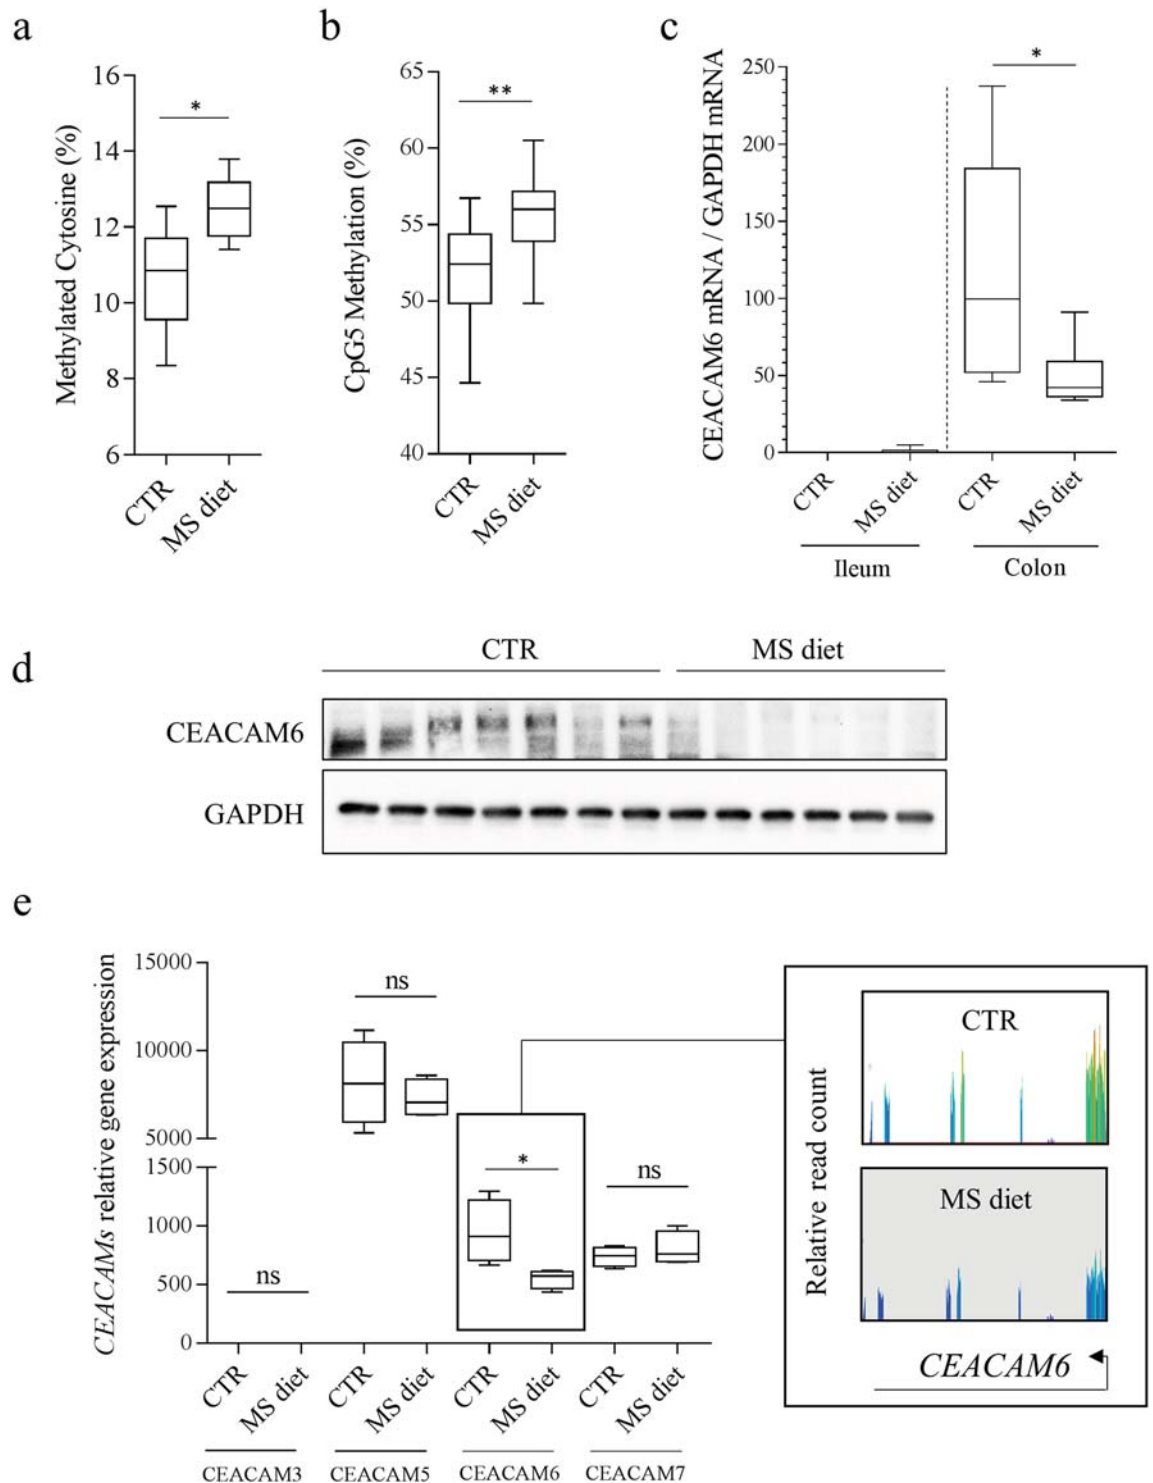 a
b
c
Methylated Cytosine (%)
16
14
12
10
8
6
*
CTR
MS diet
CpG5 Methylation (%)
65
60
55
50
45
40
**
CTR
MS diet
CEACAM6 mRNA / GAPDH mRNA
250
200
150
100
50
0
*
CTR
MS diet
CTR
MS diet
Ileum
Colon
d
CTR
MS diet
CEACAM6
GAPDH
e
CEACAMs relative gene expression
15000
10000
5000
1500
1000
500
0
ns
ns
*
ns
CTR
MS diet
CTR
MS diet
CTR
MS diet
CTR
MS diet
CEACAM3
CEACAM5
CEACAM6
CEACAM7
Relative read count
CTR
MS diet
CEACAM6